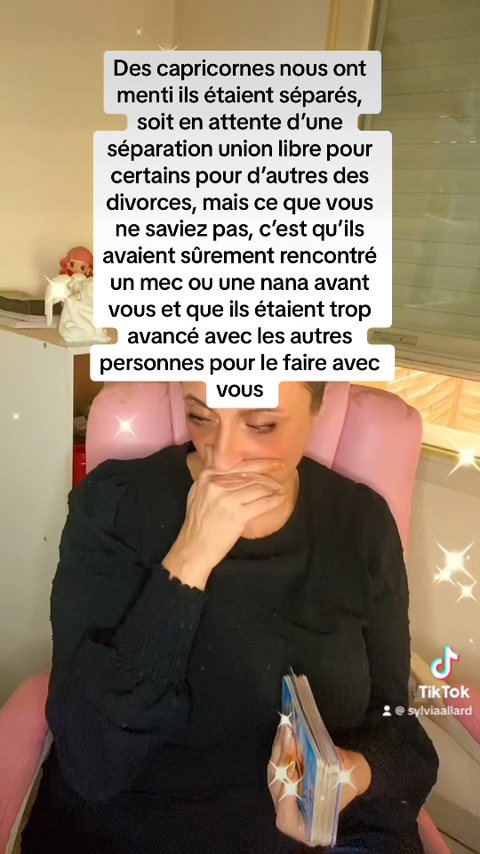 Des capricornes nous ont
menti ils étaient séparés,
soit en attente d’une
séparation union libre pour
certains pour d’autres des
divorces, mais ce que vous
ne saviez pas, c’est qu’ils
avaient sûrement rencontré
un mec ou une nana avant
vous et que ils étaient trop
avancé avec les autres
personnes pour le faire avec
vous
TikTok
@ sylviaallard